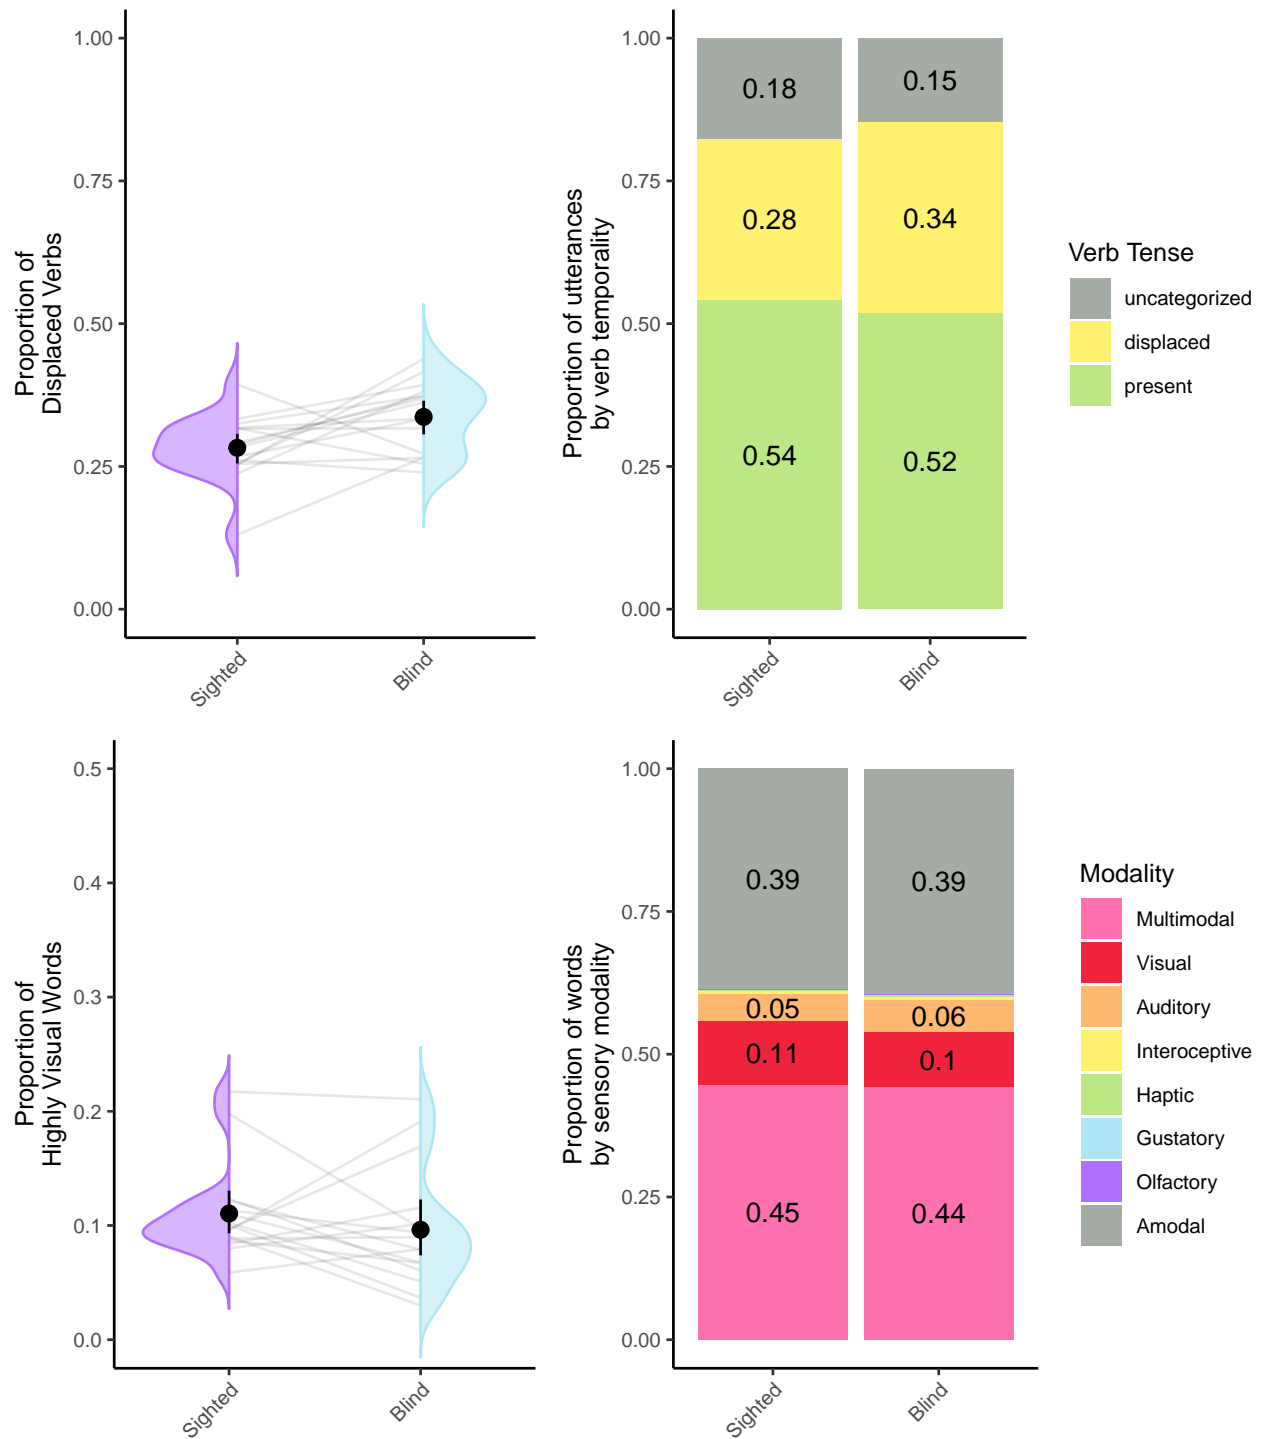 Proportion of
Displaced Verbs
1.00
0.75
0.50
0.25
0.00
Sighted
Blind
Proportion of utterances
by verb temporality
1.00
0.75
0.50
0.25
0.00
0.18
0.15
0.28
0.34
0.54
0.52
Sighted
Blind
Verb Tense
uncategorized
displaced
present
Proportion of
Highly Visual Words
0.5
0.4
0.3
0.2
0.1
0.0
Sighted
Blind
Proportion of words
by sensory modality
1.00
0.75
0.50
0.25
0.00
0.39
0.39
0.05
0.06
0.11
0.1
0.45
0.44
Sighted
Blind
Modality
Multimodal
Visual
Auditory
Interoceptive
Haptic
Gustatory
Olfactory
Amodal